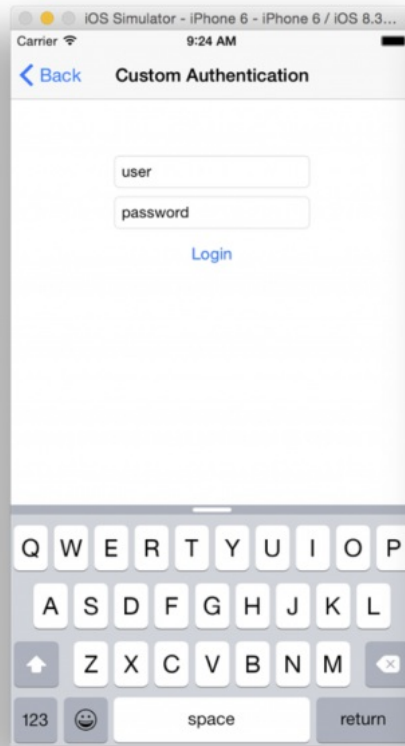 iOS Simulator - iPhone 6 - iPhone 6 / iOS 8.3...
Carrier 9:24 AM
Back Custom Authentication
user
password
Login
Q W E R T Y U I O P
A S D F G H J K L
Z X C V B N M
123 space return